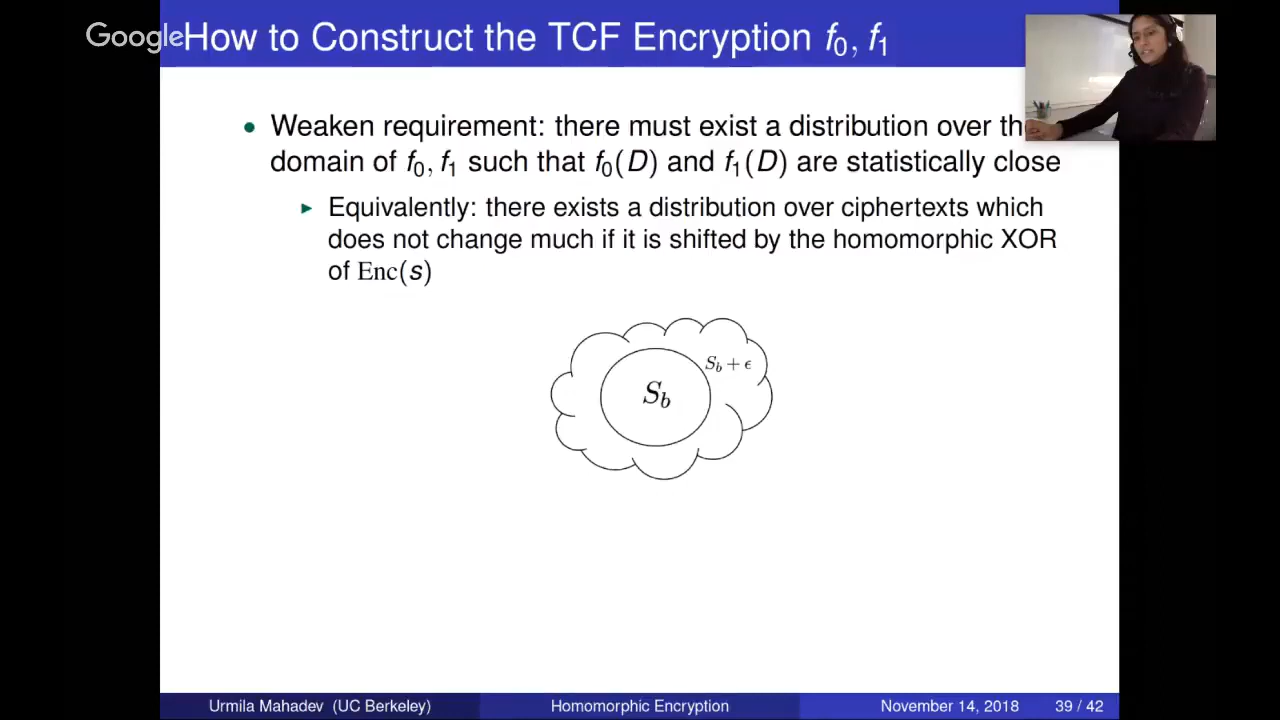 Google
How to Construct the TCF Encryption f₀, f₁
• Weaken requirement: there must exist a distribution over the
domain of f₀, f₁ such that f₀(D) and f₁(D) are statistically close
▶ Equivalently: there exists a distribution over ciphertexts which
does not change much if it is shifted by the homomorphic XOR
of Enc(s)
S_b + ϵ
S_b
Urmila Mahadev (UC Berkeley) Homomorphic Encryption November 14, 2018 39 / 42